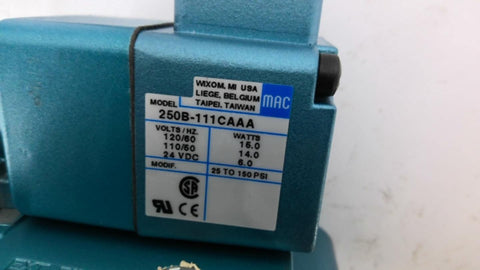 WIXOM, MI USA
LIEGE, BELGIUM
TAIPEI, TAIWAN
MAC
MODEL
250B-111CAAA
VOLTS/HZ. WATTS
120/60 15.0
110/50 14.0
24 VDC 6.0
MODIF. 25 TO 150 PSI